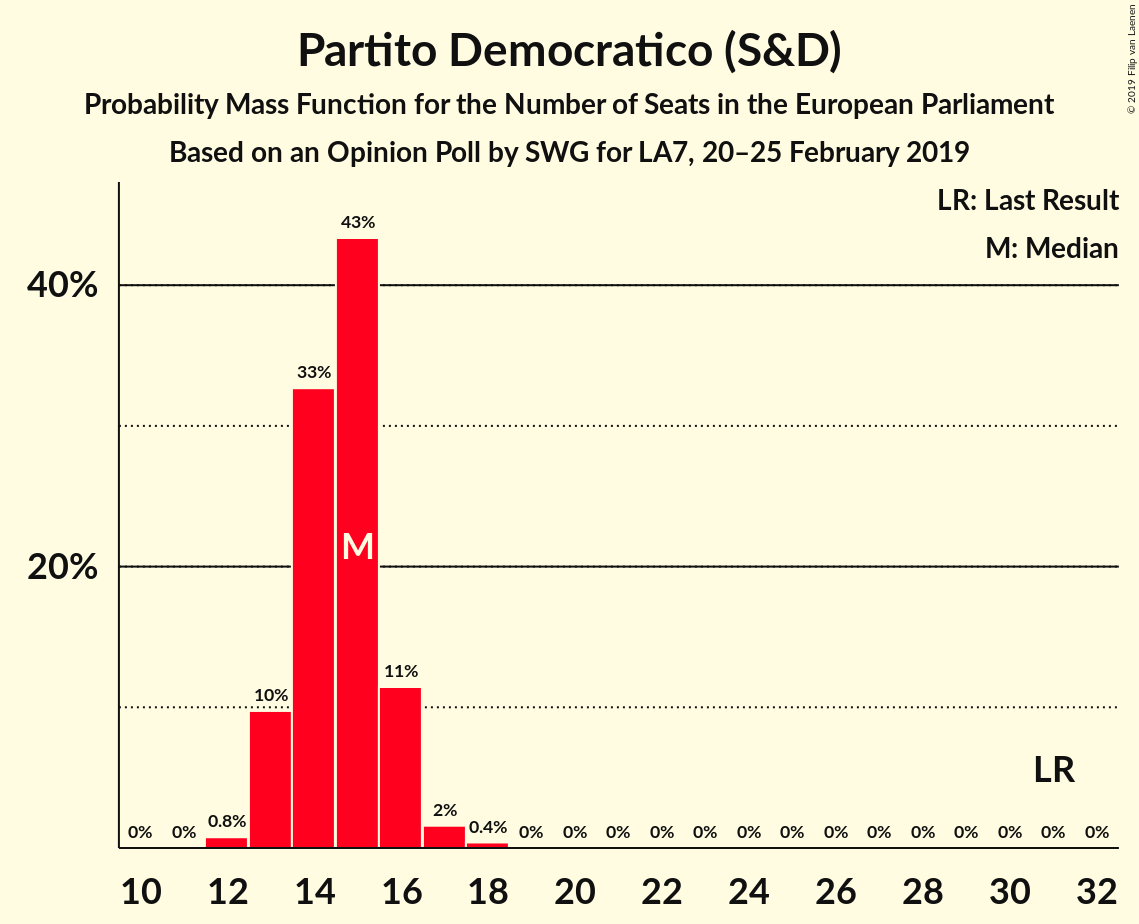 Partito Democratico (S&D)
Probability Mass Function for the Number of Seats in the European Parliament
Based on an Opinion Poll by SWG for LA7, 20–25 February 2019
© 2019 Filip van Laenen
LR: Last Result
M: Median
43%
40%
33%
M
20%
11%
10%
LR
0% 0% 0.8% 2% 0.4% 0% 0% 0% 0% 0% 0% 0% 0% 0% 0% 0% 0% 0% 0%
10 12 14 16 18 20 22 24 26 28 30 32